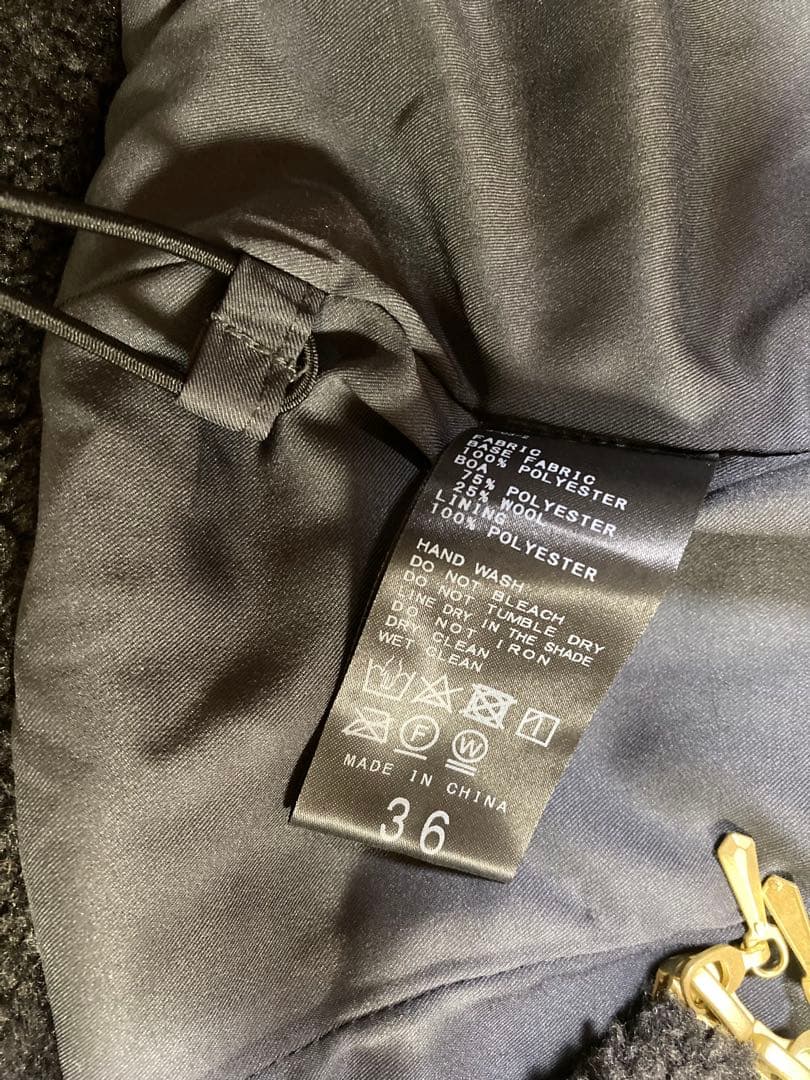 FABRIC
BASE FABRIC
100% POLYESTER
BOA
75% POLYESTER
25% WOOL
LINING
100% POLYESTER
HAND WASH
DO NOT BLEACH
DO NOT TUMBLE DRY
LINE DRY IN THE SHADE
DO NOT IRON
DRY CLEAN
WET CLEAN
F
W
MADE IN CHINA
36